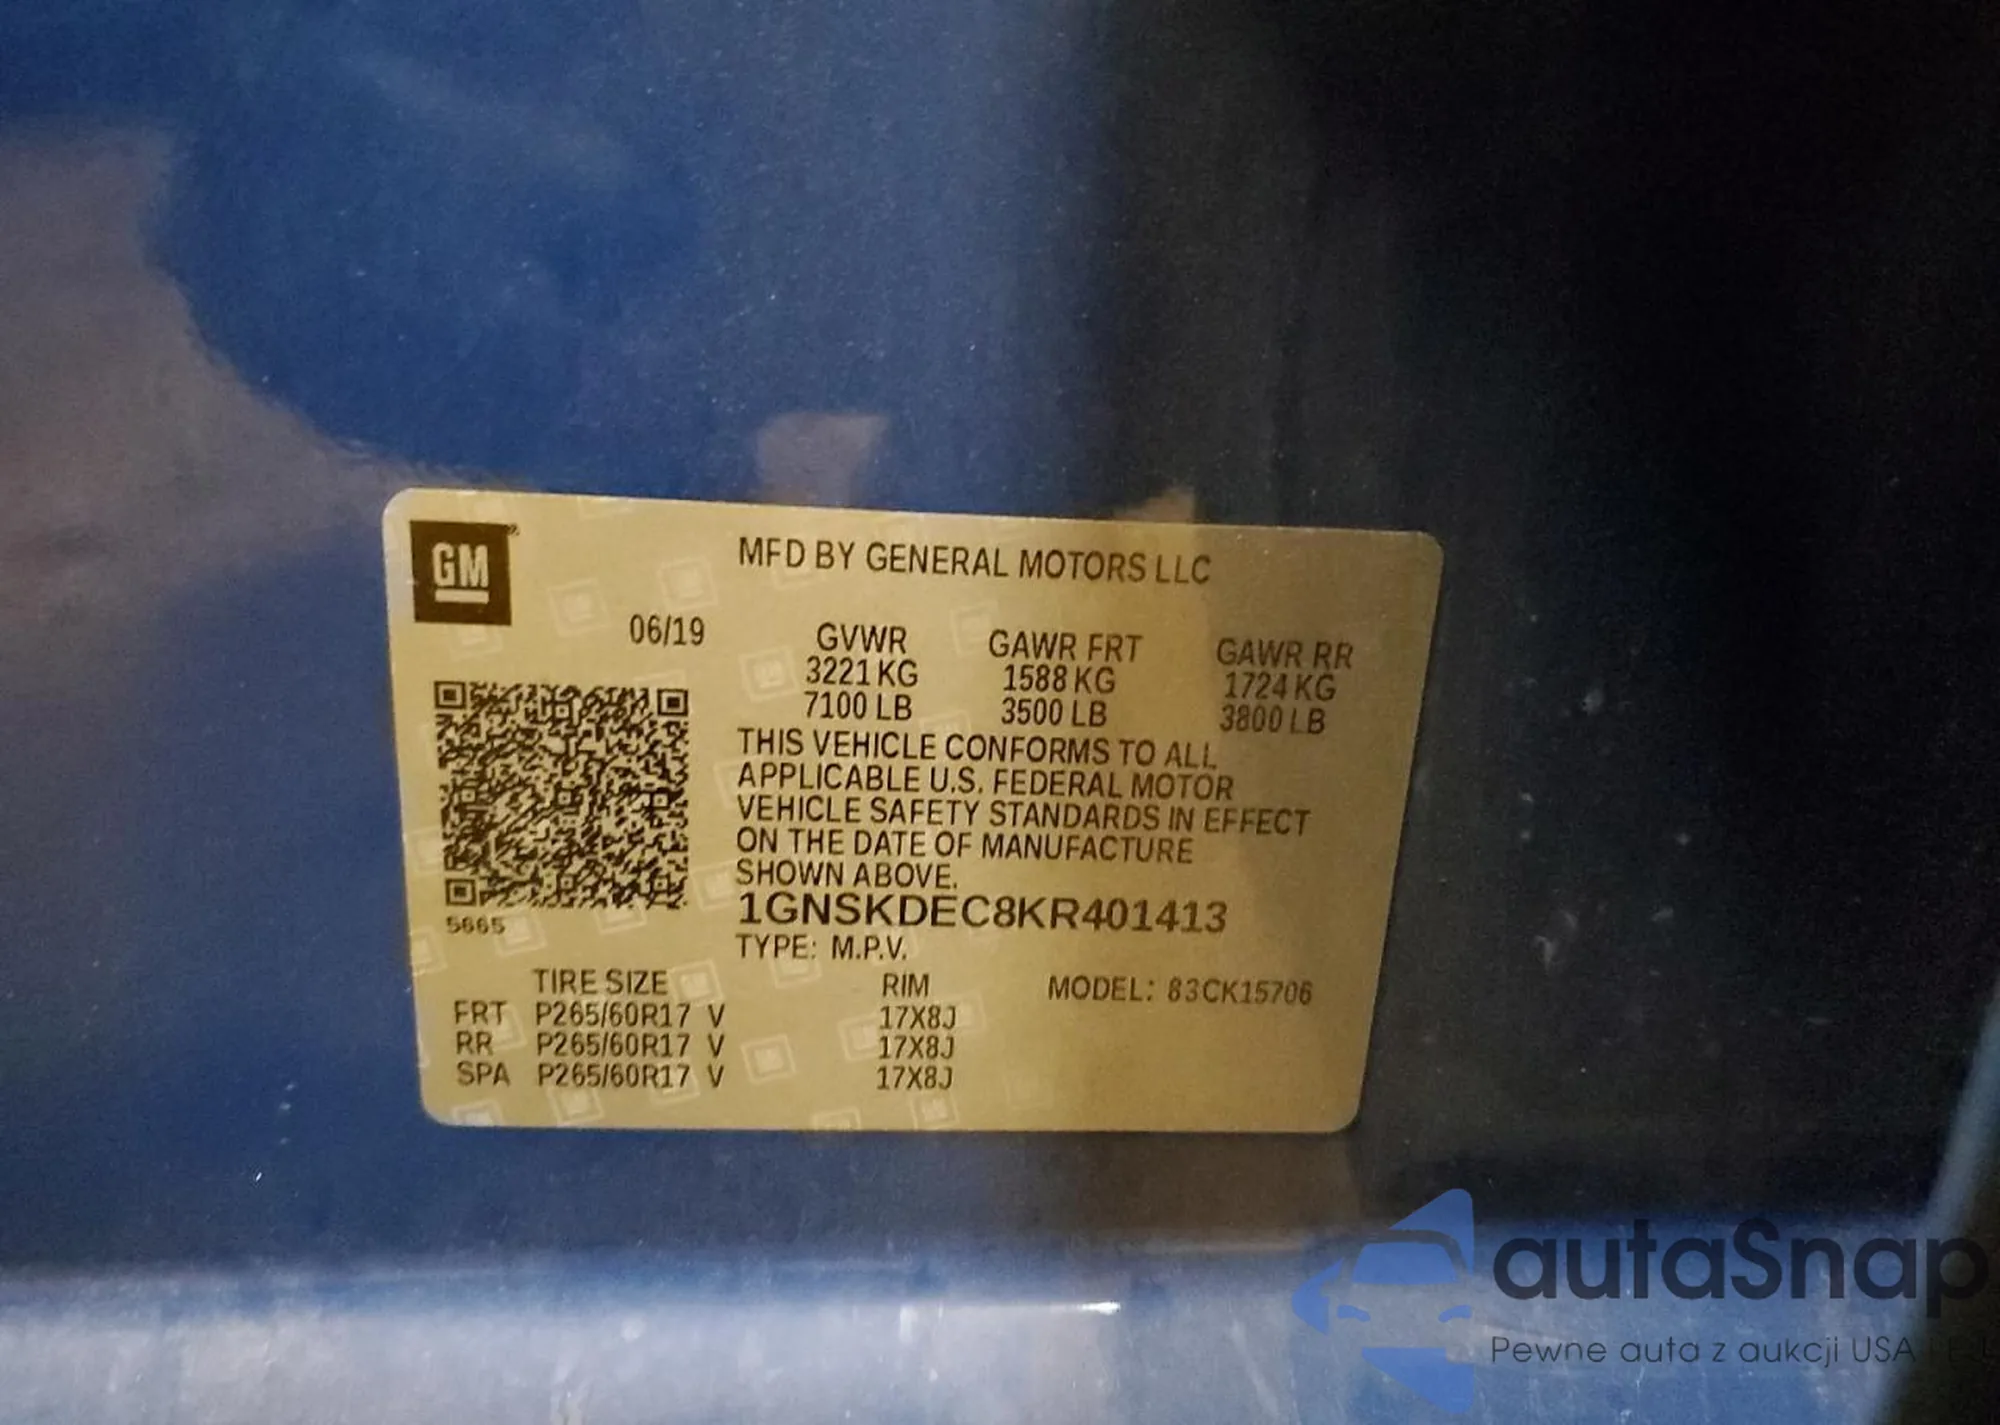 GM
MFD BY GENERAL MOTORS LLC
06/19
GVWR GAWR FRT GAWR RR
3221 KG 1588 KG 1724 KG
7100 LB 3500 LB 3800 LB
THIS VEHICLE CONFORMS TO ALL
APPLICABLE U.S. FEDERAL MOTOR
VEHICLE SAFETY STANDARDS IN EFFECT
ON THE DATE OF MANUFACTURE
SHOWN ABOVE.
1GNSKDEC8KR401413
5665
TYPE: M.P.V.
TIRE SIZE RIM MODEL: 83CK15706
FRT P265/60R17 V 17X8J
RR P265/60R17 V 17X8J
SPA P265/60R17 V 17X8J
autaSnap
Pewne auta z aukcji USA i EU